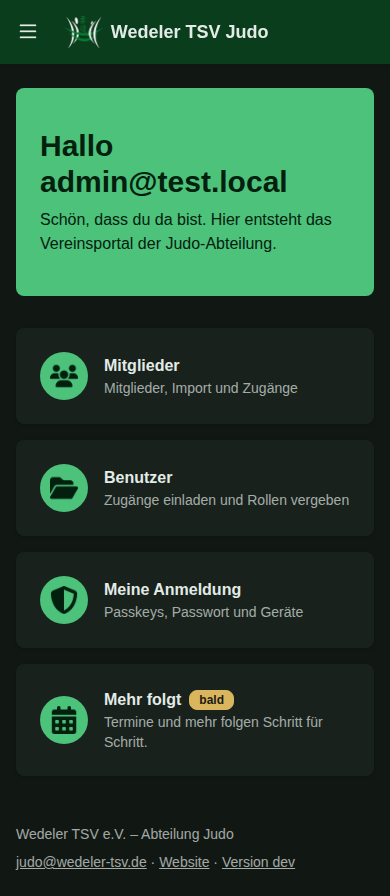 Wedeler TSV Judo
Hallo
admin@test.local
Schön, dass du da bist. Hier entsteht das
Vereinsportal der Judo-Abteilung.
Mitglieder
Mitglieder, Import und Zugänge
Benutzer
Zugänge einladen und Rollen vergeben
Meine Anmeldung
Passkeys, Passwort und Geräte
Mehr folgt bald
Termine und mehr folgen Schritt für
Schritt.
Wedeler TSV e.V. – Abteilung Judo
judo@wedeler-tsv.de · Website · Version dev